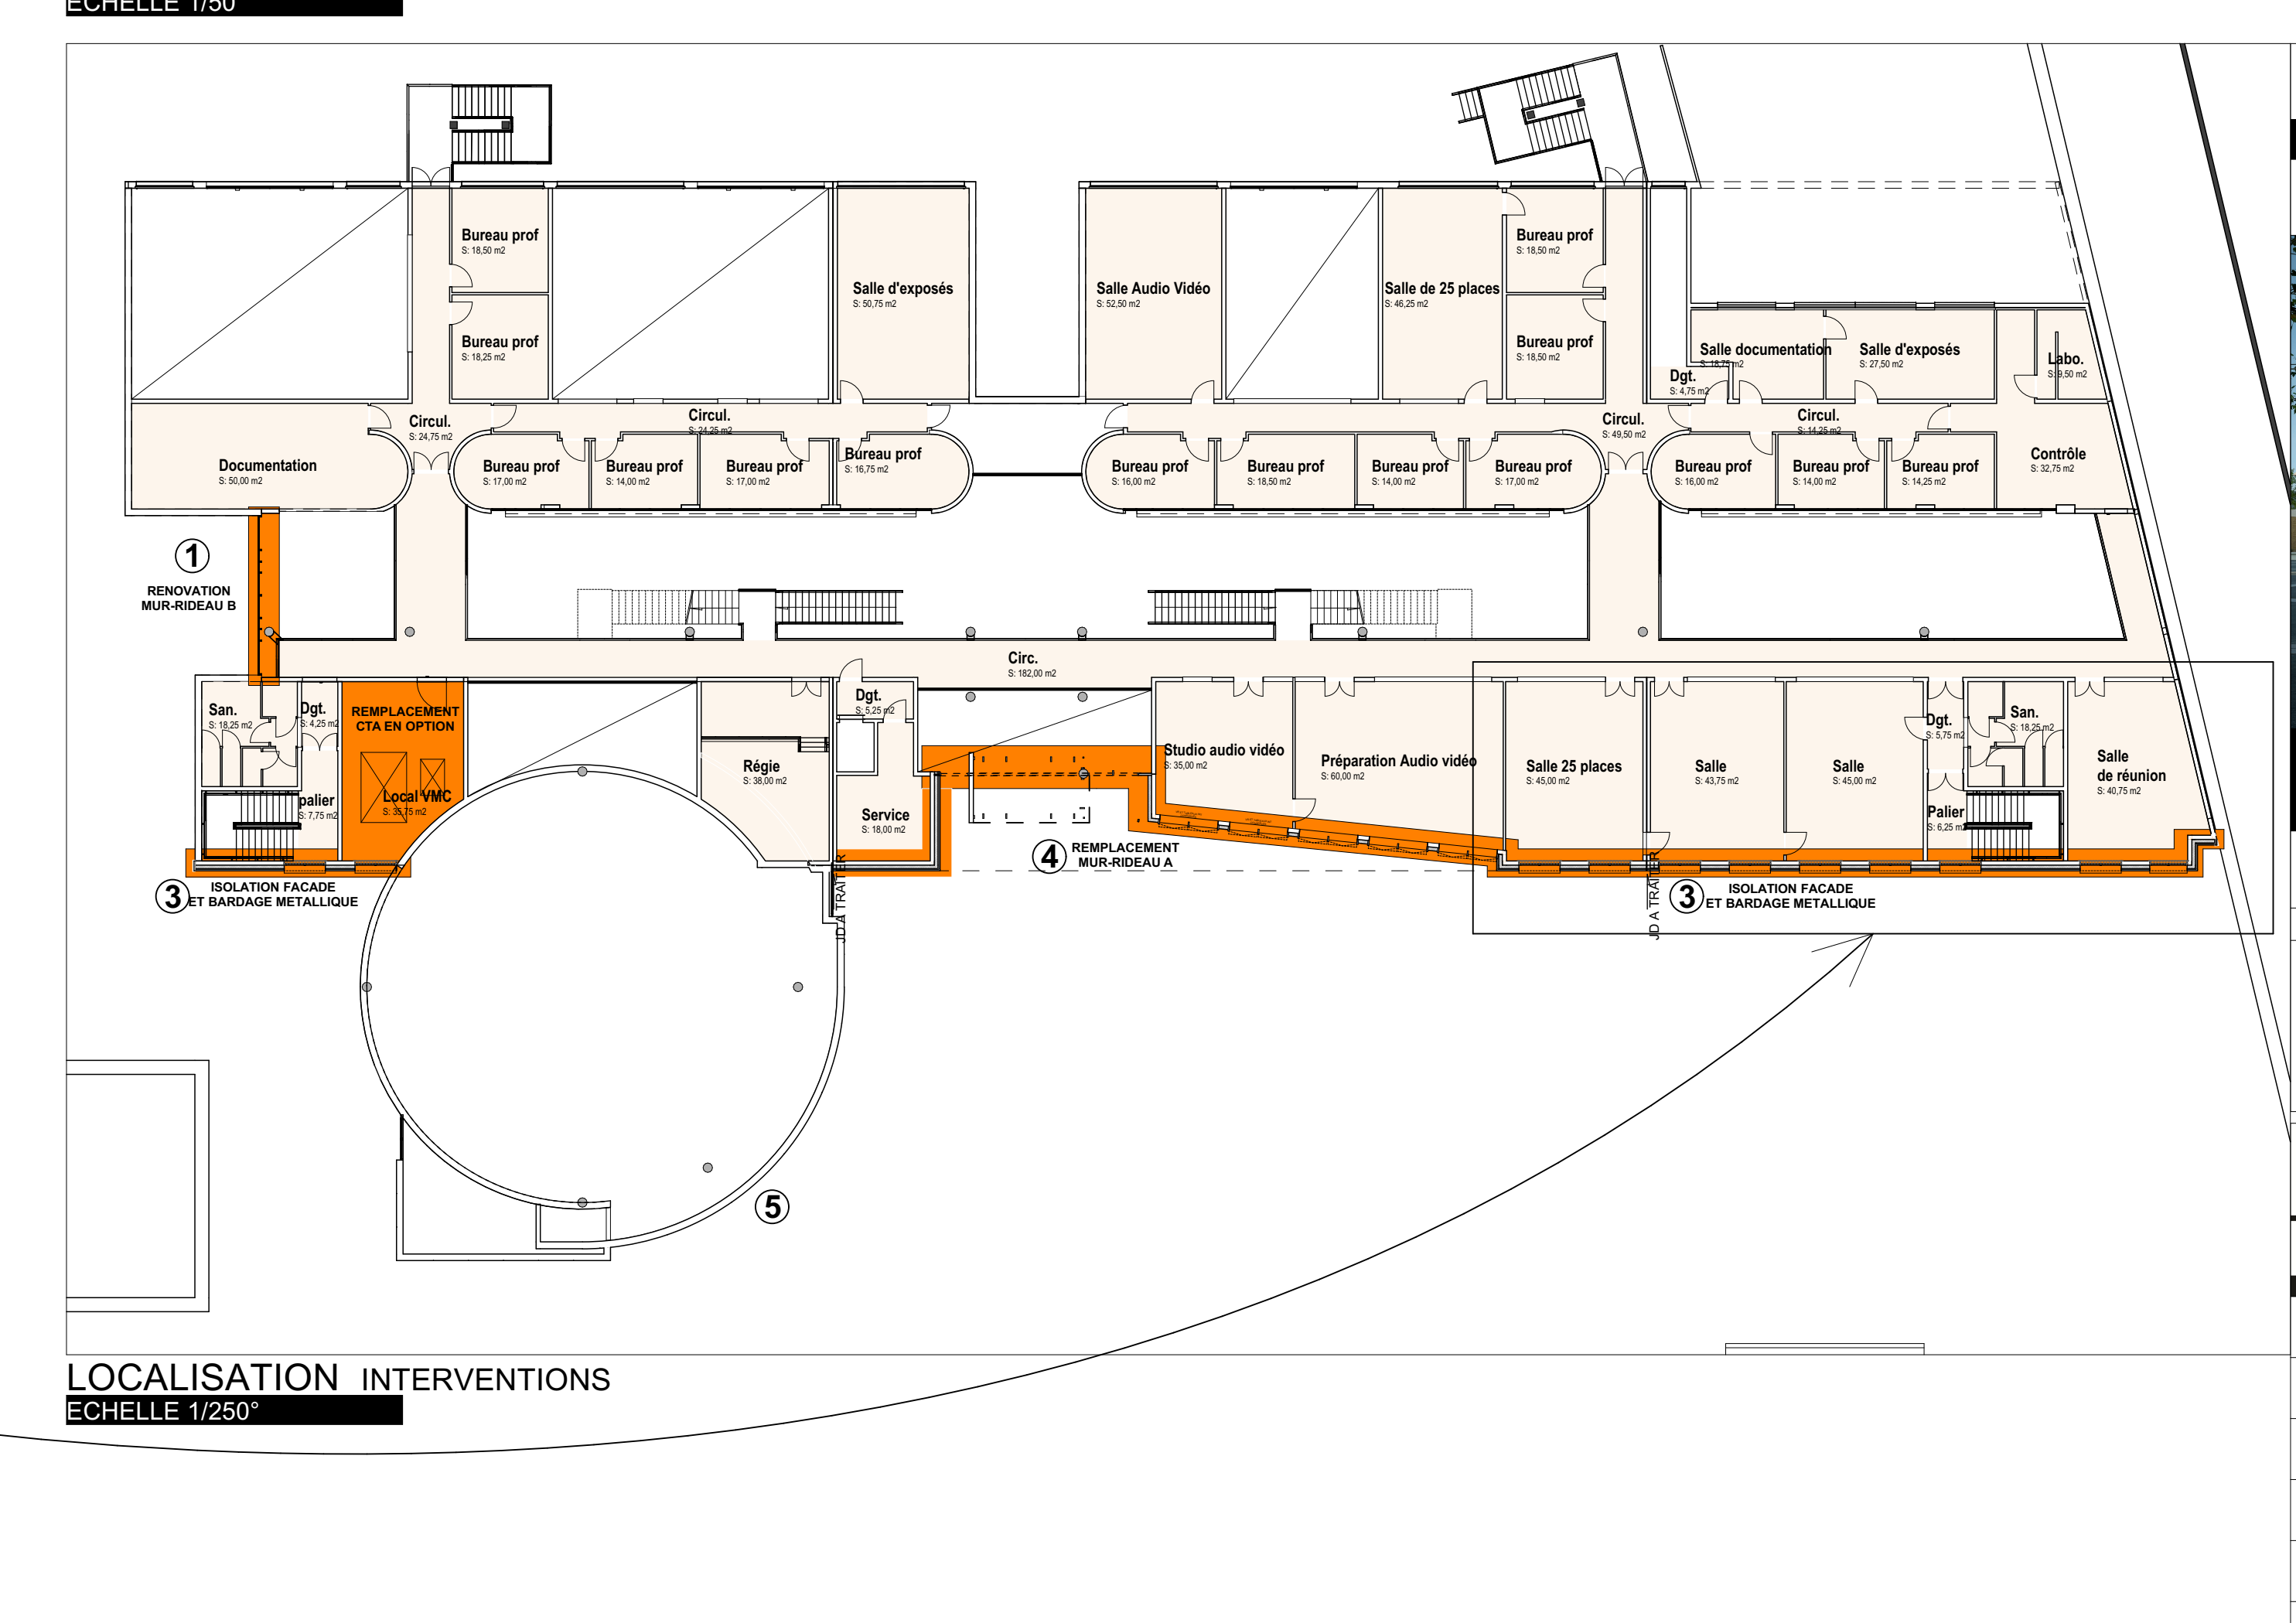 ECHELLE 1/50
Bureau prof
S: 18,50 m2
Bureau prof
S: 18,50 m2
Salle d'exposés
S: 50,75 m2
Salle Audio Vidéo
S: 52,50 m2
Salle de 25 places
S: 46,25 m2
Bureau prof
S: 18,25 m2
Bureau prof
S: 18,50 m2
Salle documentation
S: 18,75 m2
Salle d'exposés
S: 27,50 m2
Labo.
S: 9,50 m2
Dgt.
S: 4,75 m2
Circul.
S: 24,75 m2
Circul.
S: 24,25 m2
Circul.
S: 49,50 m2
Circul.
S: 14,25 m2
Documentation
S: 50,00 m2
Bureau prof
S: 17,00 m2
Bureau prof
S: 14,00 m2
Bureau prof
S: 17,00 m2
Bureau prof
S: 16,75 m2
Bureau prof
S: 16,00 m2
Bureau prof
S: 18,50 m2
Bureau prof
S: 14,00 m2
Bureau prof
S: 17,00 m2
Bureau prof
S: 16,00 m2
Bureau prof
S: 14,00 m2
Bureau prof
S: 14,25 m2
Contrôle
S: 32,75 m2
1
RENOVATION
MUR-RIDEAU B
Circ.
S: 182,00 m2
San.
S: 18,25 m2
Dgt.
S: 4,25 m2
REMPLACEMENT
CTA EN OPTION
Dgt.
S: 5,25 m2
Régie
S: 38,00 m2
Studio audio vidéo
S: 35,00 m2
Préparation Audio vidéo
S: 60,00 m2
Salle 25 places
S: 45,00 m2
Salle
S: 43,75 m2
Salle
S: 45,00 m2
Dgt.
S: 5,75 m2
San.
S: 18,25 m2
Salle
de réunion
S: 40,75 m2
palier
S: 7,75 m2
Local VMC
S: 35,75 m2
Service
S: 18,00 m2
Palier
S: 6,25 m2
4
REMPLACEMENT
MUR-RIDEAU A
3
ISOLATION FACADE
ET BARDAGE METALLIQUE
JD A TRAITER
JD A TRAITER
3
ISOLATION FACADE
ET BARDAGE METALLIQUE
5
LOCALISATION INTERVENTIONS
ECHELLE 1/250°